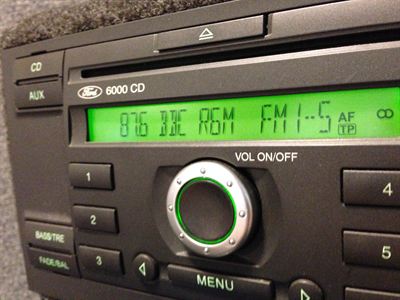 CD
AUX
Ford 6000 CD
87.6 BBC R6M FM1--S AF TP
VOL ON/OFF
1
2
3
4
5
BASS/TRE
FADE/BAL
MENU